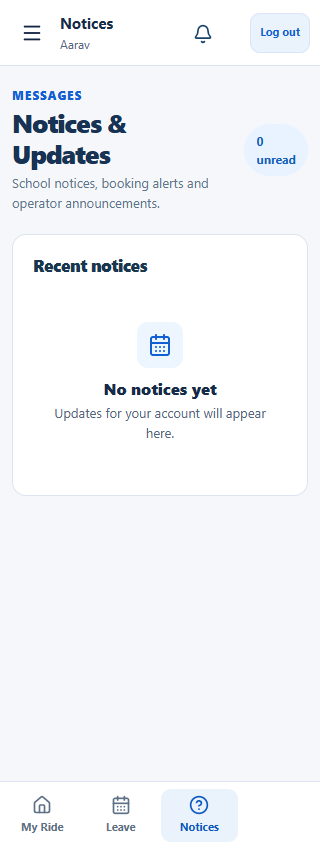 Notices
Aarav
Log out
MESSAGES
Notices &
Updates
0
unread
School notices, booking alerts and
operator announcements.
Recent notices
No notices yet
Updates for your account will appear
here.
My Ride
Leave
Notices